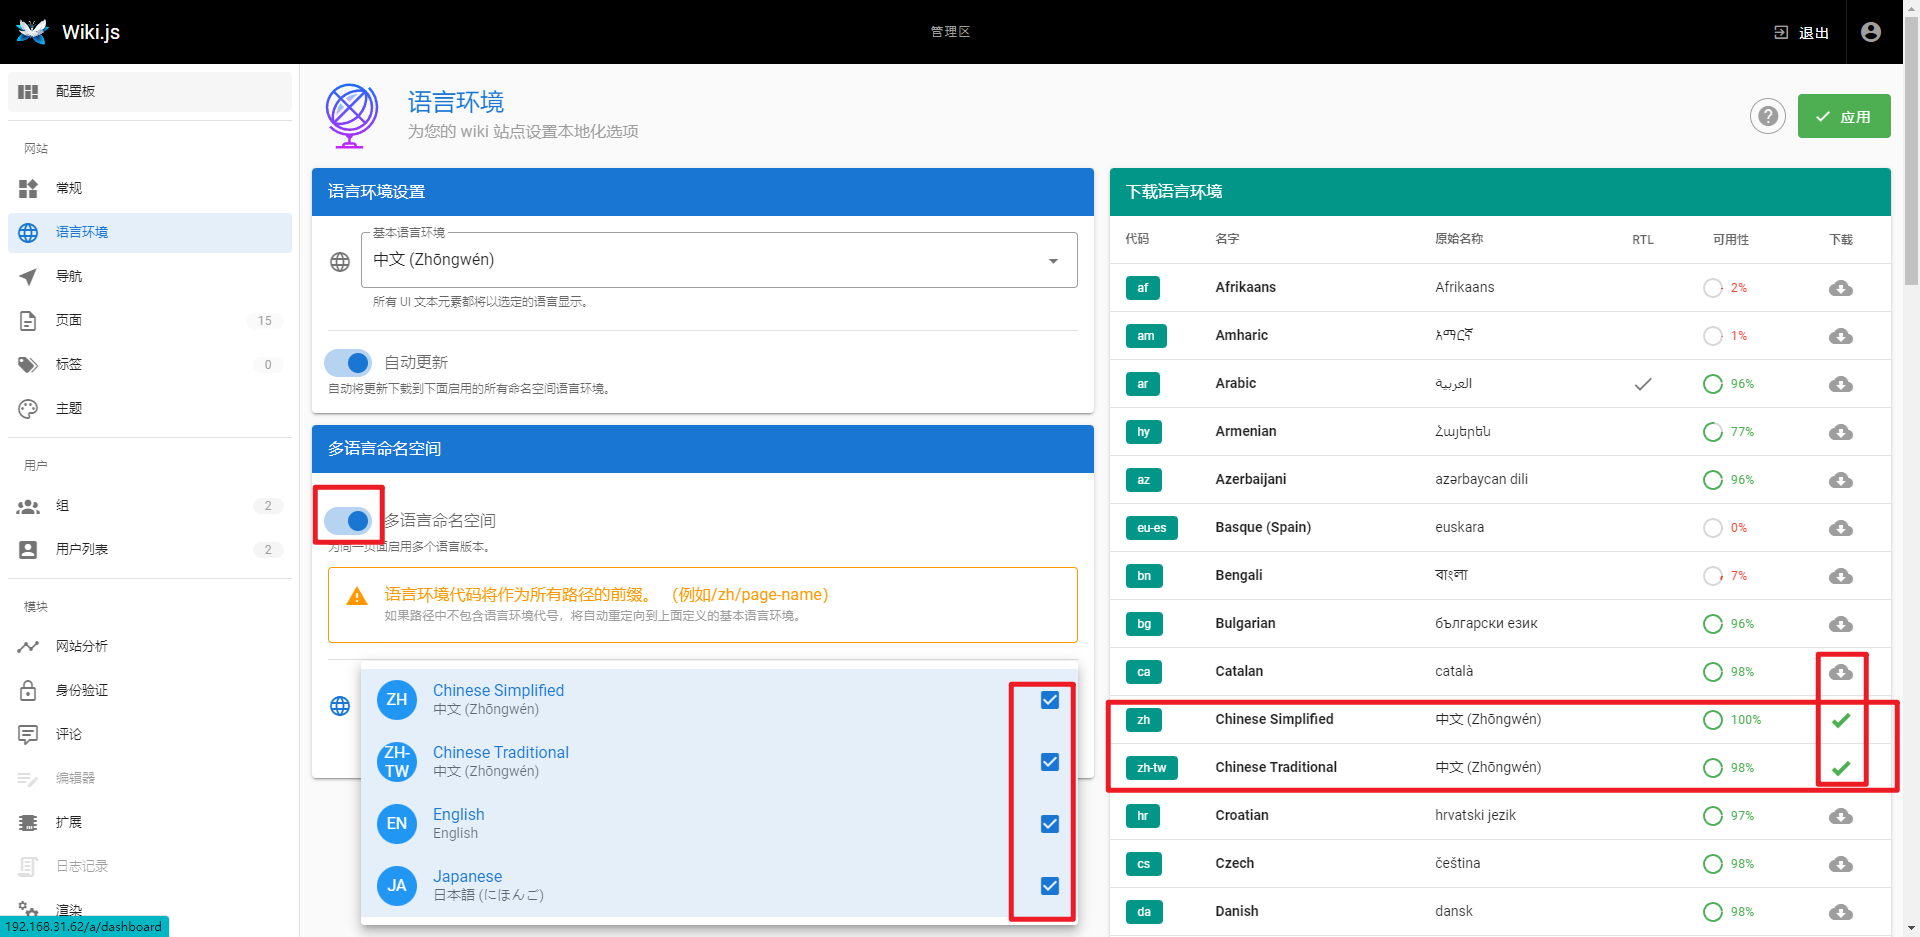 Wiki.js
管理区
退出
配置板
网站
常规
语言环境
导航
页面 15
标签 0
主题
用户
组 2
用户列表 2
模块
网站分析
身份验证
评论
编辑器
扩展
日志记录
渲染
192.168.31.62/a/dashboard
语言环境
为您的 wiki 站点设置本地化选项
应用
语言环境设置
基本语言环境
中文 (Zhōngwén)
所有 UI 文本元素都将以选定的语言显示。
自动更新
自动将更新下载到下面启用的所有命名空间语言环境。
多语言命名空间
多语言命名空间
为同一页面启用多个语言版本。
语言环境代码将作为所有路径的前缀。 （例如/zh/page-name）
如果路径中不包含语言环境代号，将自动重定向到上面定义的基本语言环境。
ZH Chinese Simplified
中文 (Zhōngwén)
ZH-TW Chinese Traditional
中文 (Zhōngwén)
EN English
English
JA Japanese
日本語 (にほんご)
下载语言环境
代码 名字 原始名称 RTL 可用性 下载
af Afrikaans Afrikaans 2%
am Amharic አማርኛ 1%
ar Arabic العربية 96%
hy Armenian Հայերեն 77%
az Azerbaijani azərbaycan dili 96%
eu-es Basque (Spain) euskara 0%
bn Bengali বাংলা 7%
bg Bulgarian български език 96%
ca Catalan català 98%
zh Chinese Simplified 中文 (Zhōngwén) 100%
zh-tw Chinese Traditional 中文 (Zhōngwén) 98%
hr Croatian hrvatski jezik 97%
cs Czech čeština 98%
da Danish dansk 98%